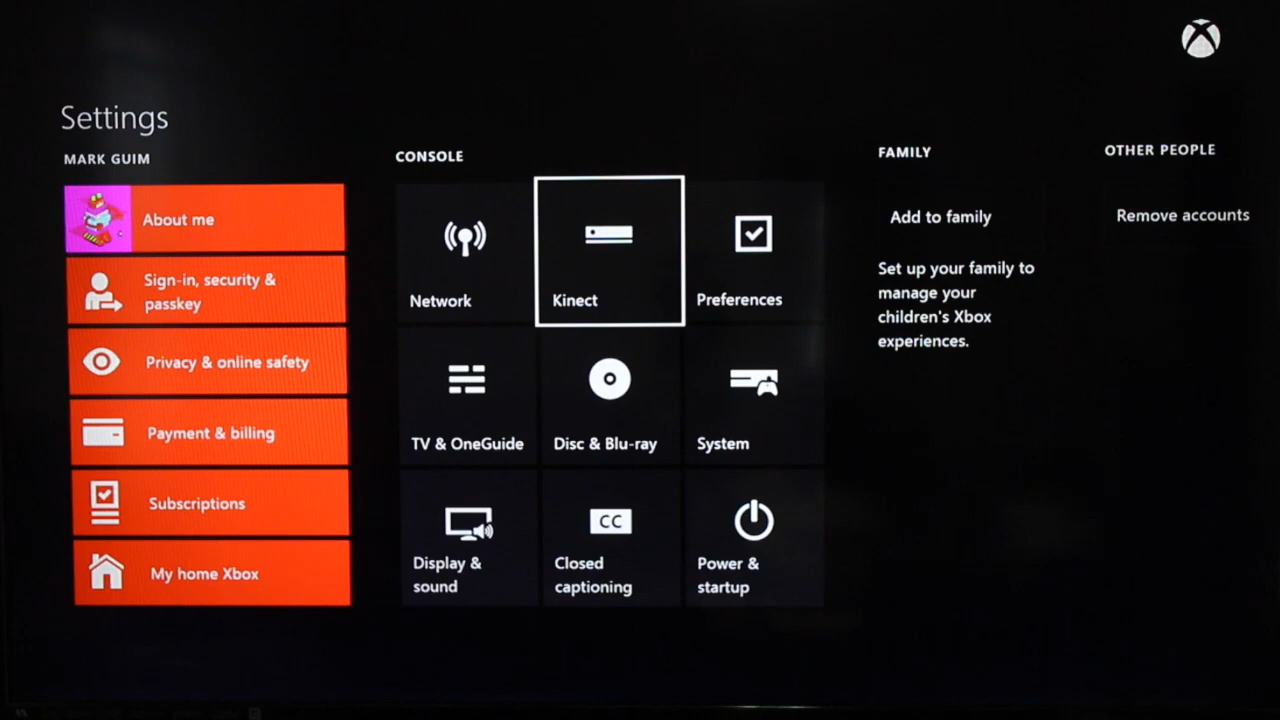 Settings
MARK GUIM
About me
Sign-in, security &
passkey
Privacy & online safety
Payment & billing
Subscriptions
My home Xbox
CONSOLE
Network
Kinect
Preferences
TV & OneGuide
Disc & Blu-ray
System
CC
Display &
sound
Closed
captioning
Power &
startup
FAMILY
Add to family
Set up your family to
manage your
children's Xbox
experiences.
OTHER PEOPLE
Remove accounts